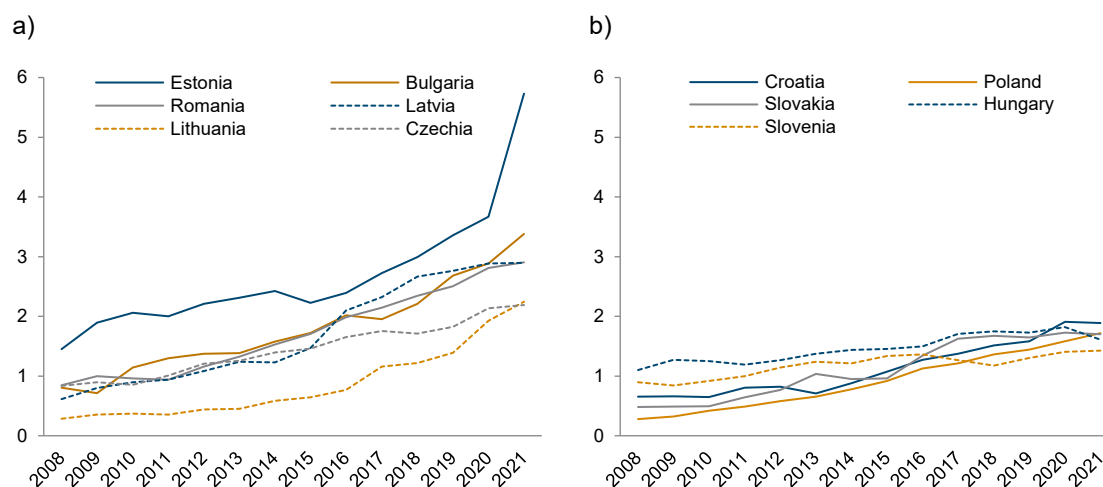 a)
6
5
4
3
2
1
0
Estonia Bulgaria
Romania Latvia
Lithuania Czechia
2008 2009 2010 2011 2012 2013 2014 2015 2016 2017 2018 2019 2020 2021
b)
6
5
4
3
2
1
0
Croatia Poland
Slovakia Hungary
Slovenia
2008 2009 2010 2011 2012 2013 2014 2015 2016 2017 2018 2019 2020 2021